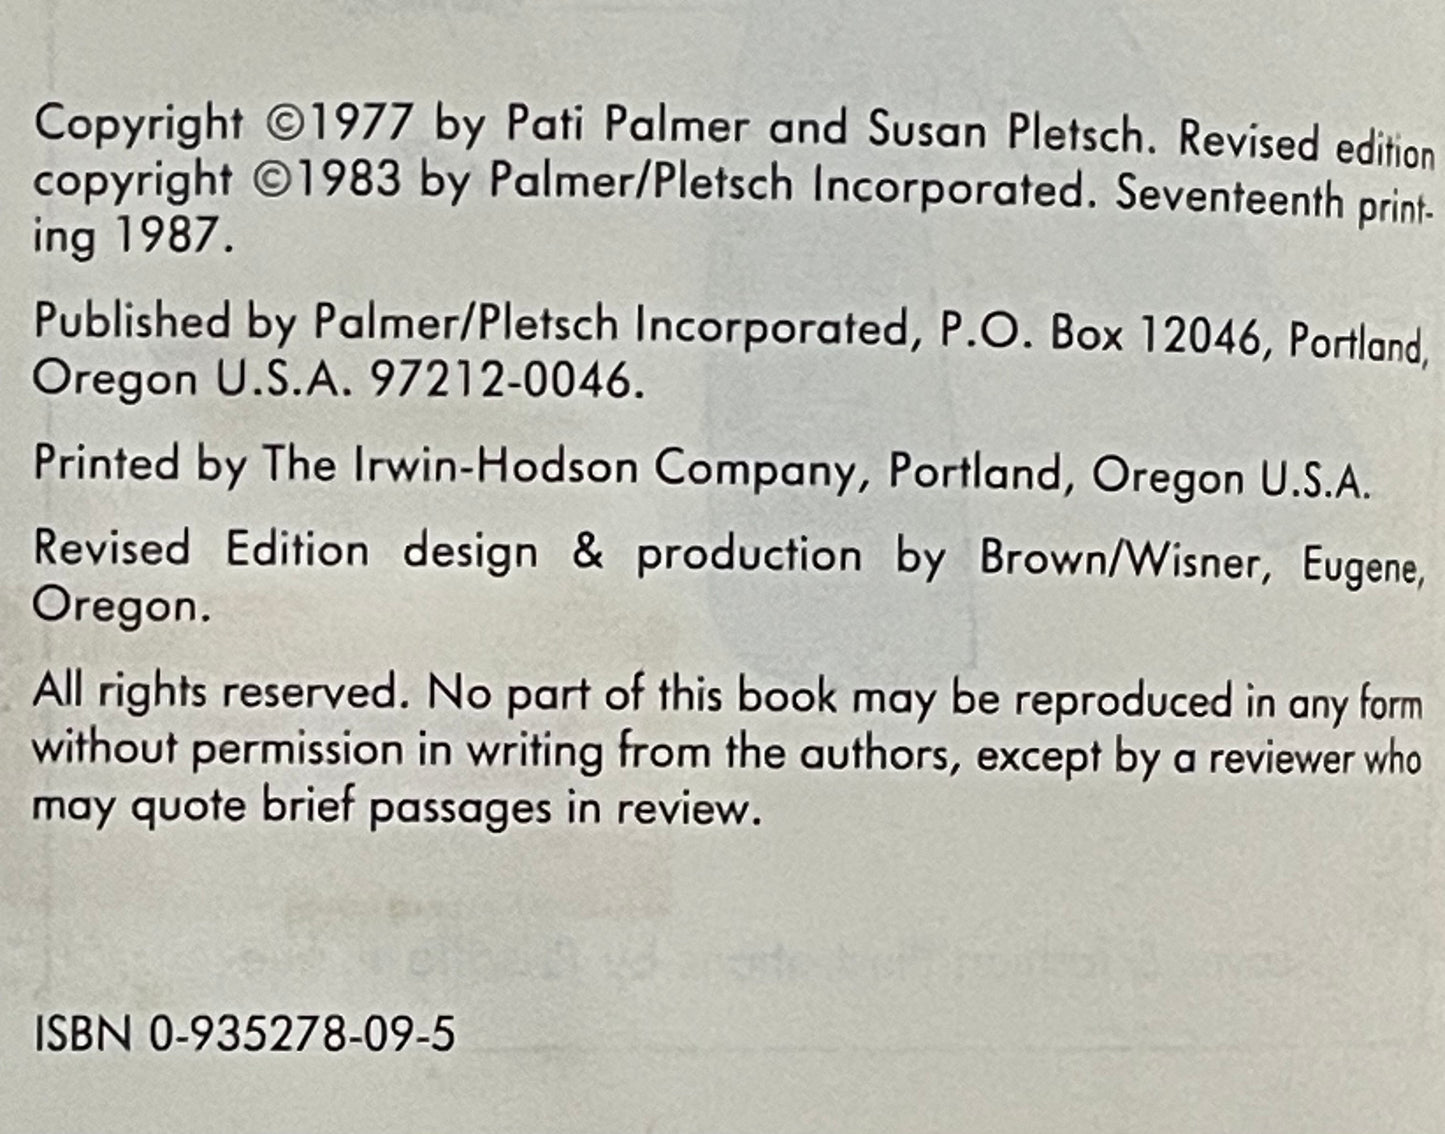 Copyright ©1977 by Pati Palmer and Susan Pletsch. Revised edition
copyright ©1983 by Palmer/Pletsch Incorporated. Seventeenth print-
ing 1987.
Published by Palmer/Pletsch Incorporated, P.O. Box 12046, Portland,
Oregon U.S.A. 97212-0046.
Printed by The Irwin-Hodson Company, Portland, Oregon U.S.A.
Revised Edition design & production by Brown/Wisner, Eugene,
Oregon.
All rights reserved. No part of this book may be reproduced in any form
without permission in writing from the authors, except by a reviewer who
may quote brief passages in review.
ISBN 0-935278-09-5